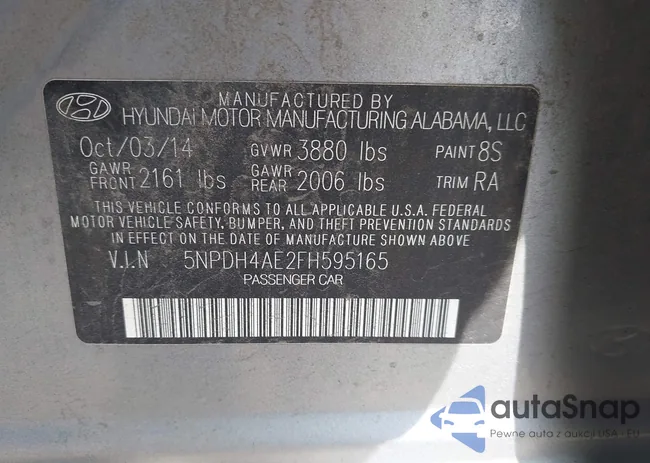 MANUFACTURED BY
HYUNDAI MOTOR MANUFACTURING ALABAMA, LLC
Oct/03/14 GVWR 3880 lbs PAINT 8S
GAWR FRONT 2161 lbs GAWR REAR 2006 lbs TRIM RA
THIS VEHICLE CONFORMS TO ALL APPLICABLE U.S.A. FEDERAL
MOTOR VEHICLE SAFETY, BUMPER, AND THEFT PREVENTION STANDARDS
IN EFFECT ON THE DATE OF MANUFACTURE SHOWN ABOVE
V.I.N 5NPDH4AE2FH595165
PASSENGER CAR
autaSnap
Pewne auta z aukcji USA - EU